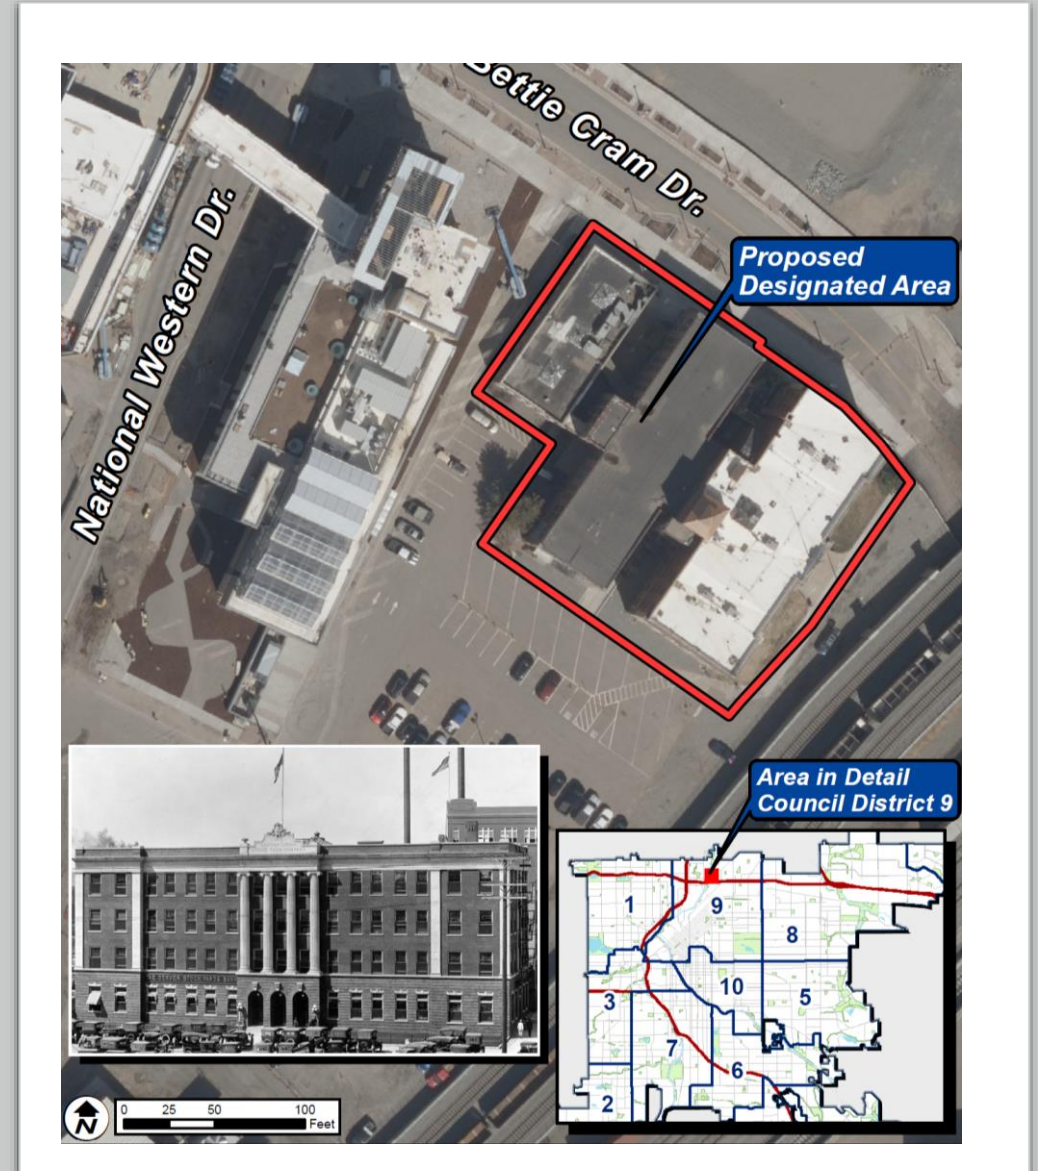 Bettie Cram Dr.
National Western Dr.
Proposed
Designated Area
Area in Detail
Council District 9
1
9
8
10
5
3
7
6
2
N
0 25 50 100
Feet